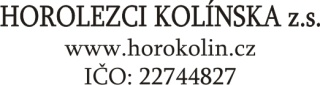 HOROLEZCI KOLÍNSKA z.s.
www.horokolin.cz
IČO: 22744827